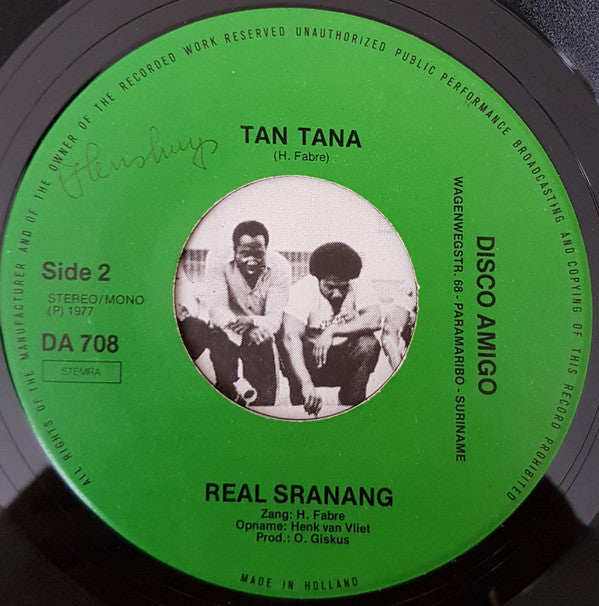 ALL RIGHTS OF THE MANUFACTURER AND OF THE OWNER OF THE RECORDED WORK RESERVED UNAUTHORIZED PUBLIC PERFORMANCE BROADCASTING AND COPYING OF THIS RECORD PROHIBITED
TAN TANA
(H. Fabre)
Side 2
STEREO/MONO
(P) 1977
DA 708
STEMRA
DISCO AMIGO
WAGENWEGSTR. 68 - PARAMARIBO - SURINAME
REAL SRANANG
Zang: H. Fabre
Opname: Henk van Vliet
Prod.: O. Giskus
MADE IN HOLLAND